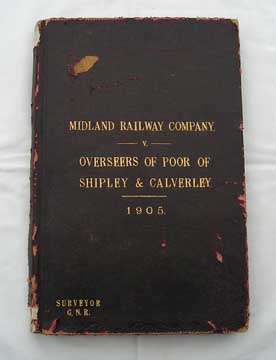 MIDLAND RAILWAY COMPANY.
V.
OVERSEERS OF POOR OF
SHIPLEY & CALVERLEY.
1905.
SURVEYOR
G.N.R.